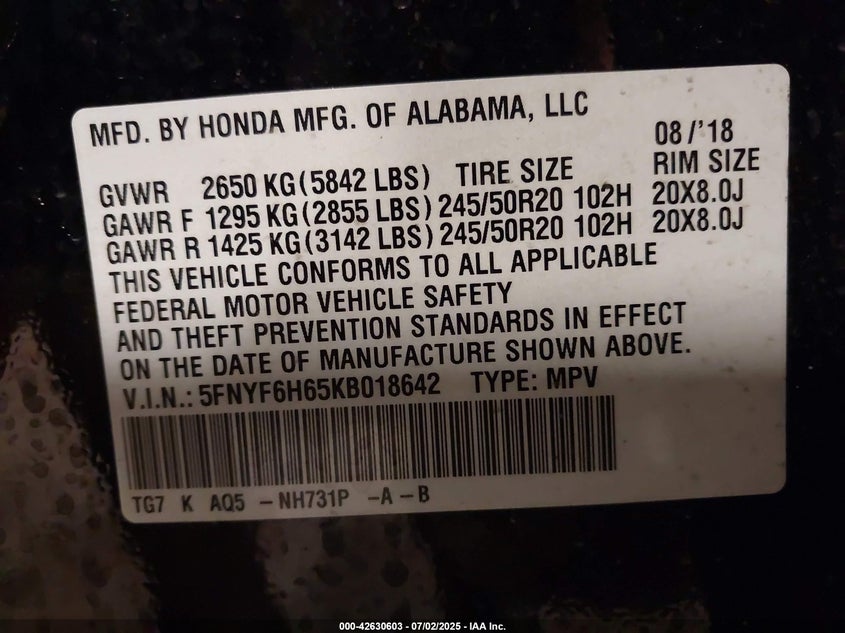 MFD. BY HONDA MFG. OF ALABAMA, LLC
08/'18
GVWR 2650 KG(5842 LBS) TIRE SIZE RIM SIZE
GAWR F 1295 KG(2855 LBS) 245/50R20 102H 20X8.0J
GAWR R 1425 KG(3142 LBS) 245/50R20 102H 20X8.0J
THIS VEHICLE CONFORMS TO ALL APPLICABLE
FEDERAL MOTOR VEHICLE SAFETY
AND THEFT PREVENTION STANDARDS IN EFFECT
ON THE DATE OF MANUFACTURE SHOWN ABOVE.
V.I.N.: 5FNYF6H65KB018642 TYPE: MPV
TG7 K AQ5 -NH731P -A-B
000-42630603 - 07/02/2025 - IAA Inc.